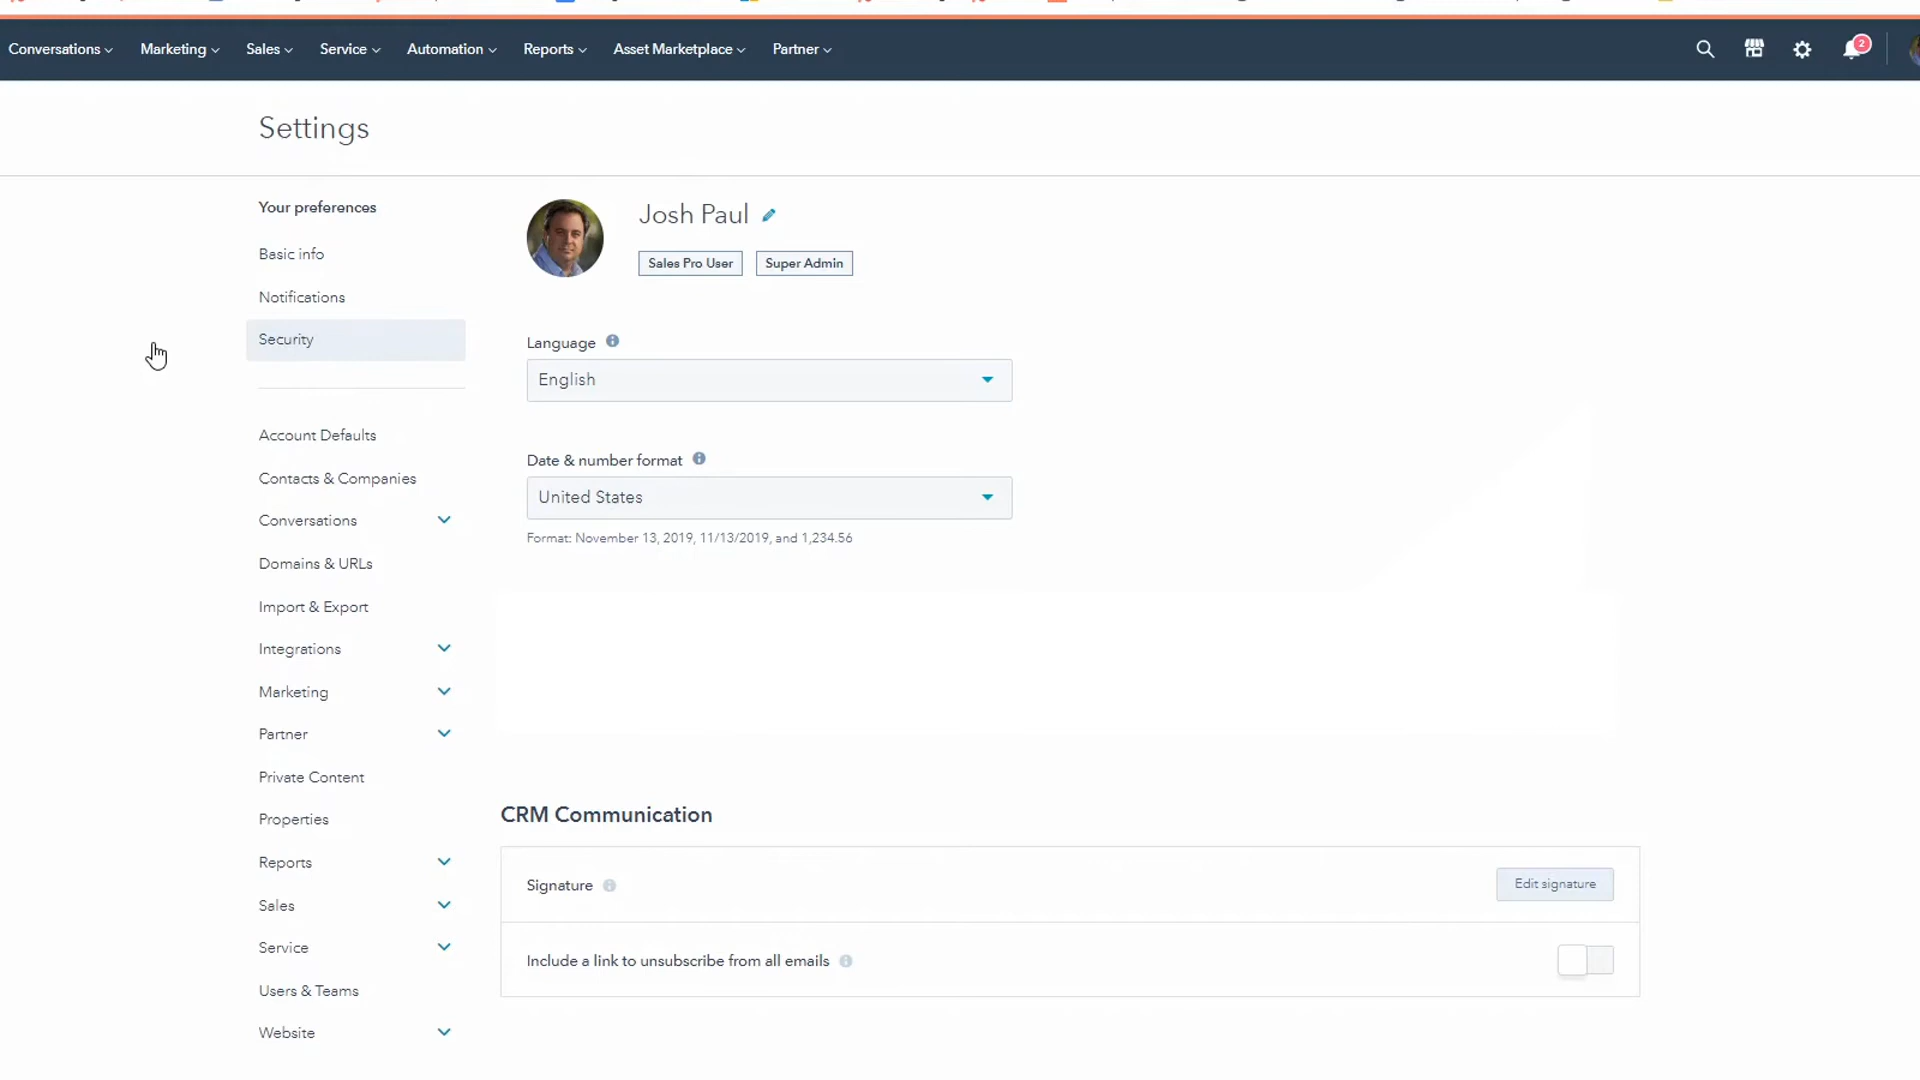 Conversations Marketing Sales Service Automation Reports Asset Marketplace Partner 2
Settings
Your preferences
Basic info
Notifications
Security
Account Defaults
Contacts & Companies
Conversations
Domains & URLs
Import & Export
Integrations
Marketing
Partner
Private Content
Properties
Reports
Sales
Service
Users & Teams
Website
Josh Paul
Sales Pro User Super Admin
Language
English
Date & number format
United States
Format: November 13, 2019, 11/13/2019, and 1,234.56
CRM Communication
Signature Edit signature
Include a link to unsubscribe from all emails